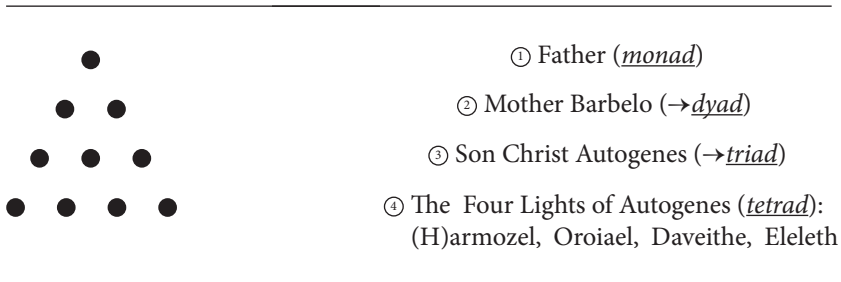 ① Father (monad)
② Mother Barbelo (→dyad)
③ Son Christ Autogenes (→triad)
④ The Four Lights of Autogenes (tetrad):
(H)armozel, Oroiael, Daveithe, Eleleth